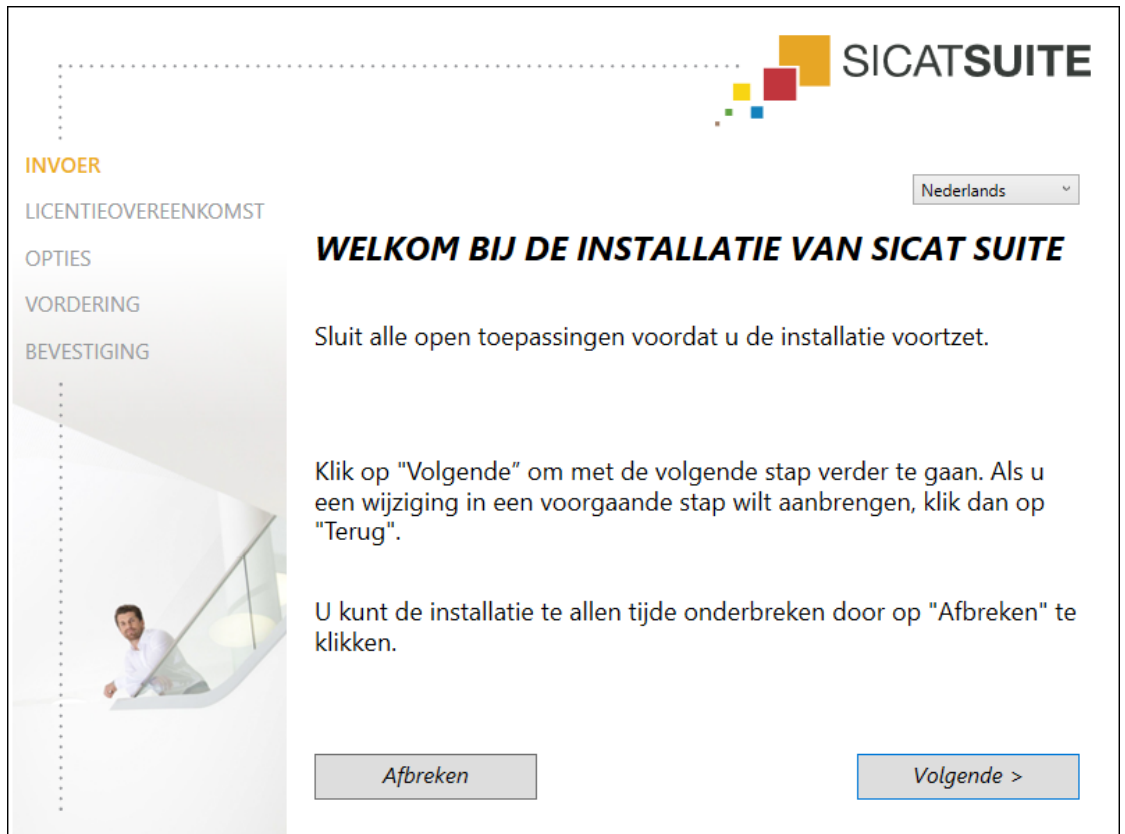 SICATSUITE
INVOER
LICENTIEOVEREENKOMST
OPTIES
VORDERING
BEVESTIGING
Nederlands
WELKOM BIJ DE INSTALLATIE VAN SICAT SUITE
Sluit alle open toepassingen voordat u de installatie voortzet.
Klik op "Volgende” om met de volgende stap verder te gaan. Als u
een wijziging in een voorgaande stap wilt aanbrengen, klik dan op
"Terug".
U kunt de installatie te allen tijde onderbreken door op "Afbreken" te
klikken.
Afbreken
Volgende >